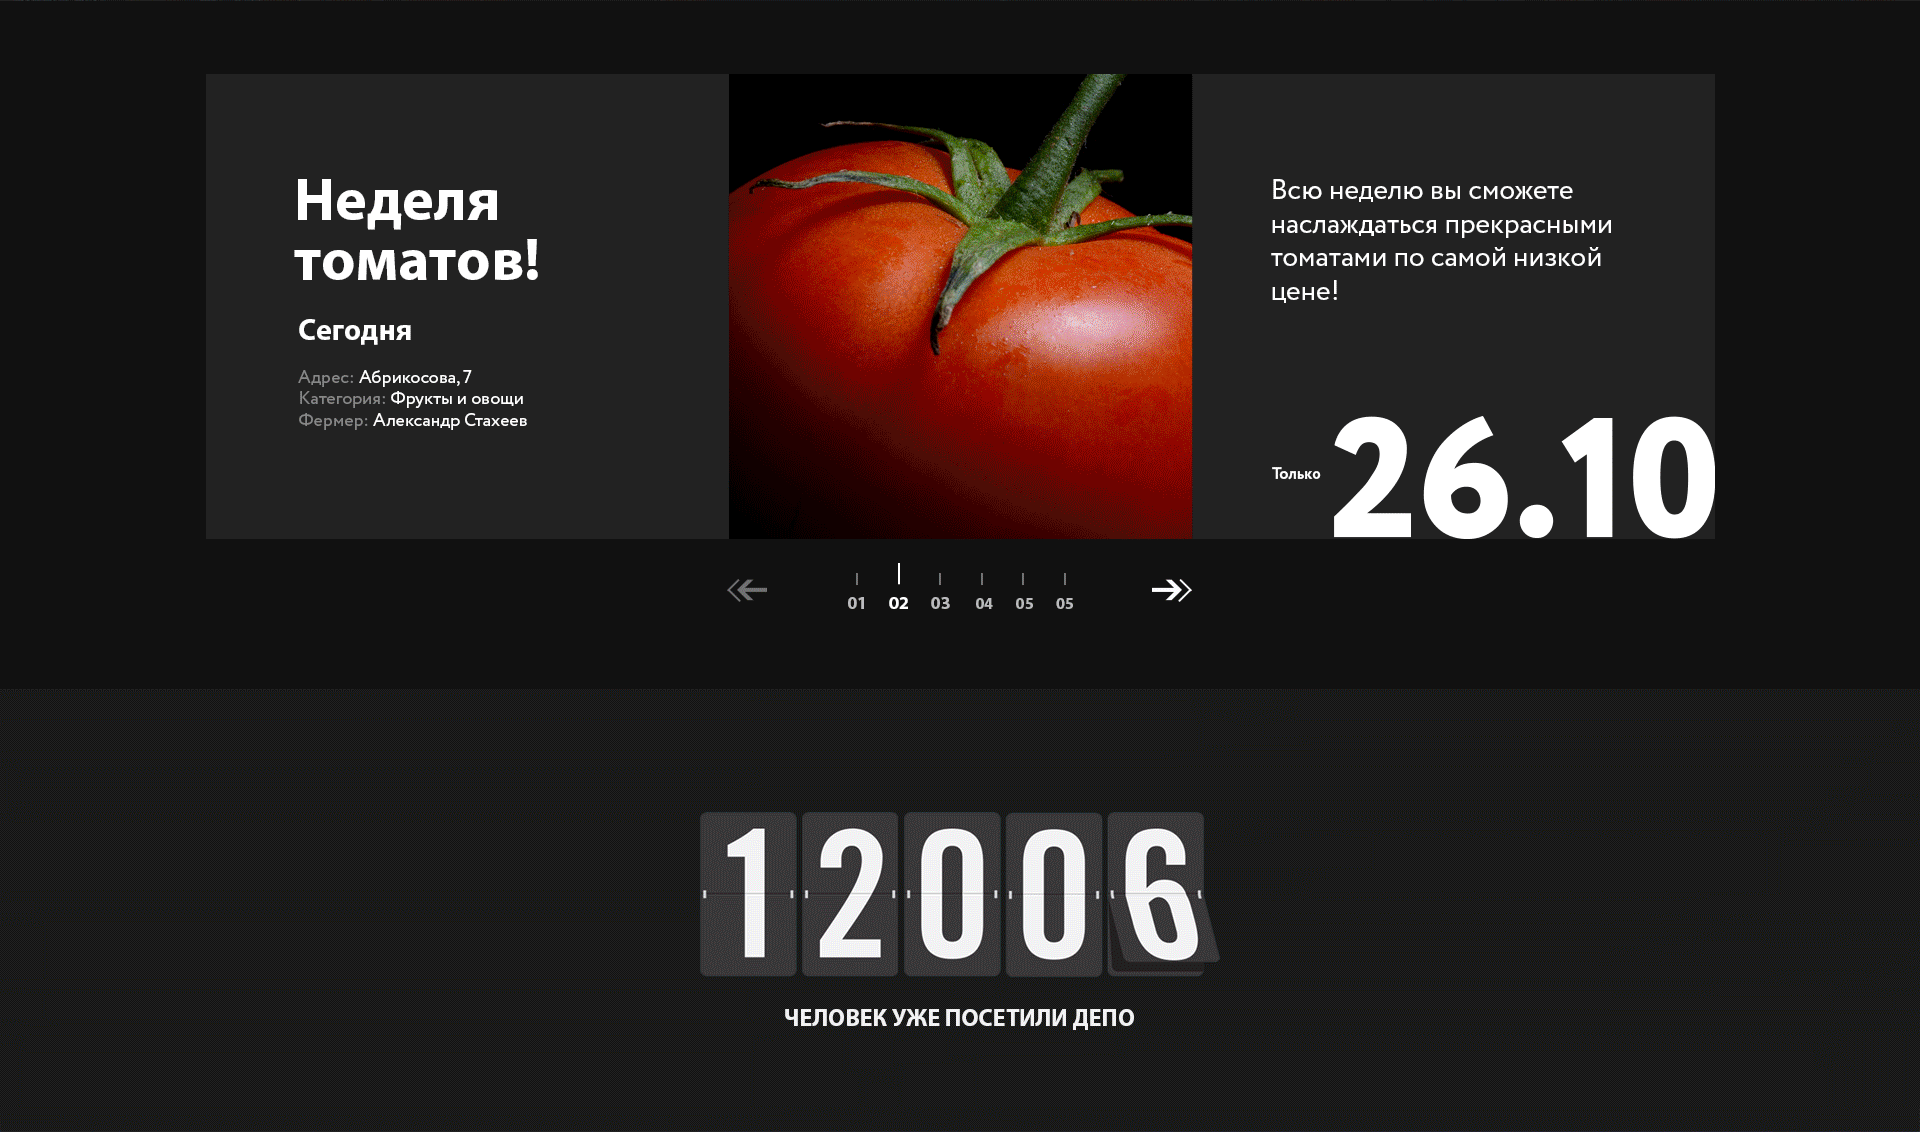 Неделя
томатов!
Сегодня
Адрес: Абрикосова, 7
Категория: Фрукты и овощи
Фермер: Александр Стахеев
Всю неделю вы сможете
наслаждаться прекрасными
томатами по самой низкой
цене!
Только 26.10
01 02 03 04 05 05
12006
ЧЕЛОВЕК УЖЕ ПОСЕТИЛИ ДЕПО